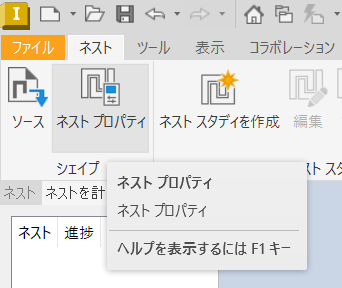 I
ファイル ネスト ツール 表示 コラボレーション
ソース ネスト プロパティ ネスト スタディを作成 編集
シェイプ
ネスト ネストを計
ネスト 進捗
ネスト プロパティ
ネスト プロパティ
ヘルプを表示するには F1 キー